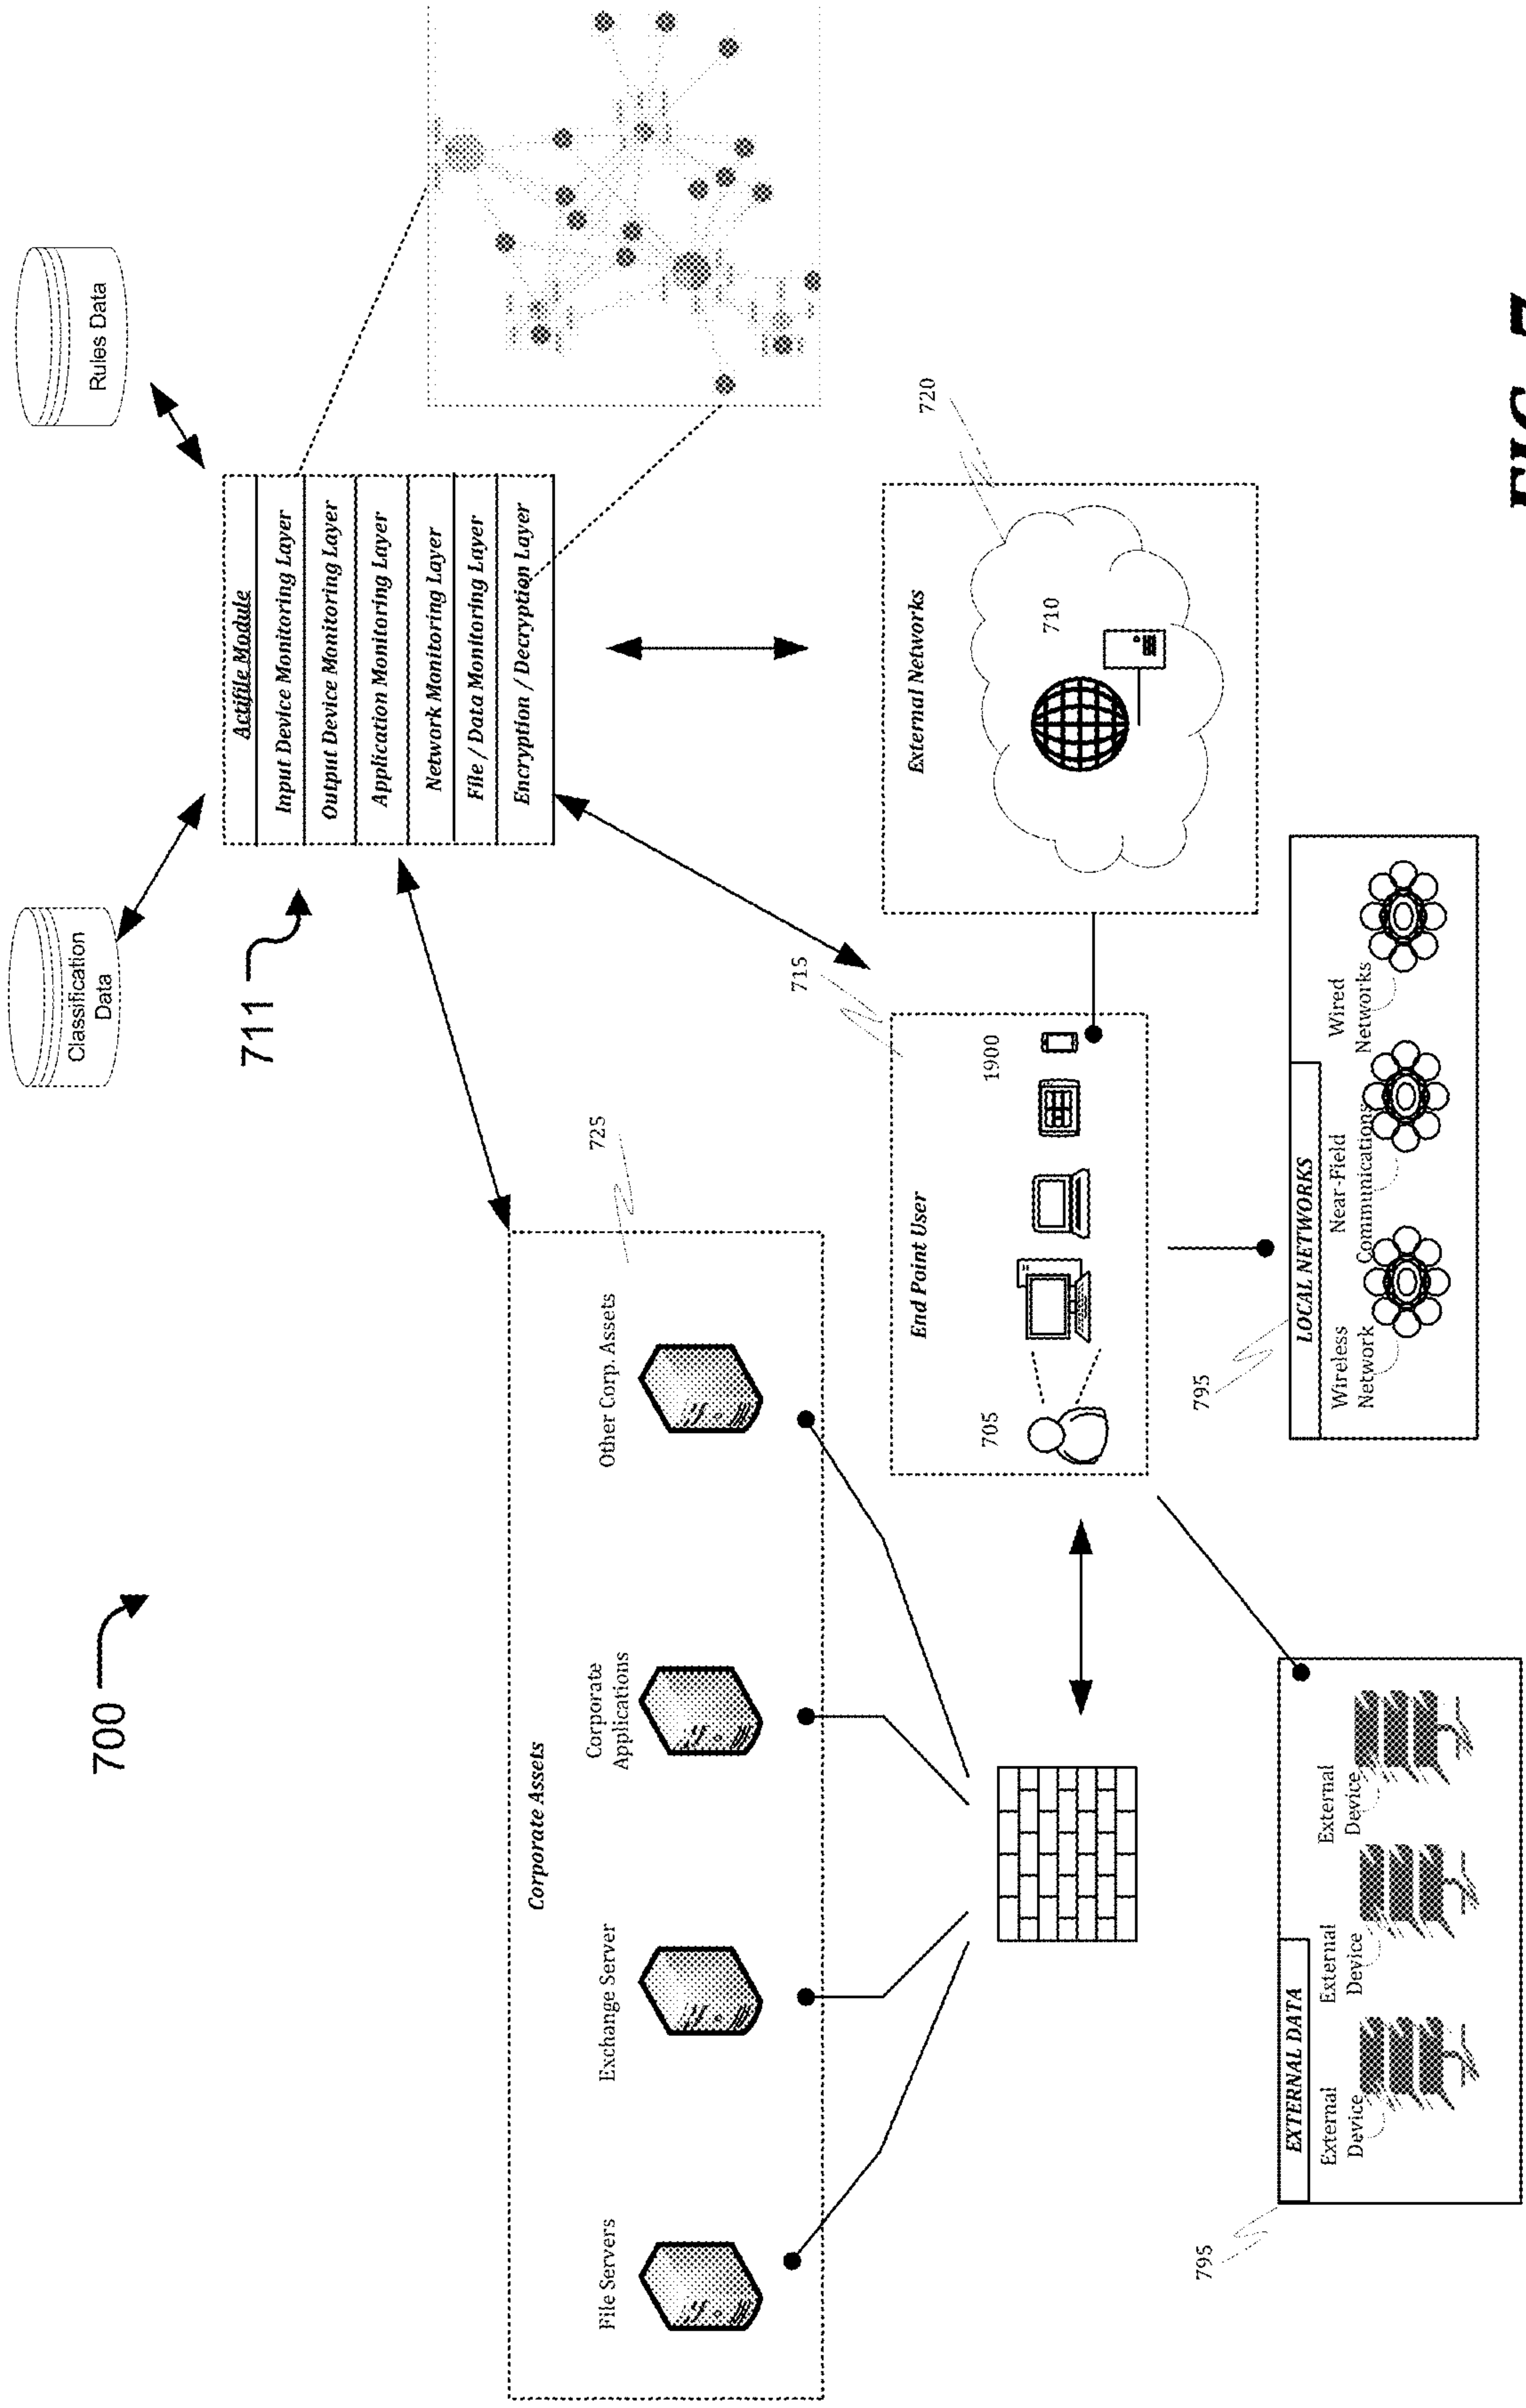 700
Classification
Data
Rules Data
711
Actifile Module
Input Device Monitoring Layer
Output Device Monitoring Layer
Application Monitoring Layer
Network Monitoring Layer
File / Data Monitoring Layer
Encryption / Decryption Layer
Corporate Assets
725
File Servers
Exchange Server
Corporate
Applications
Other Corp. Assets
715
End Point User
705
1900
720
External Networks
710
795
EXTERNAL DATA
External
Device
External
Device
External
Device
795
LOCAL NETWORKS
Wireless
Network
Near-Field
Communications
Wired
Networks